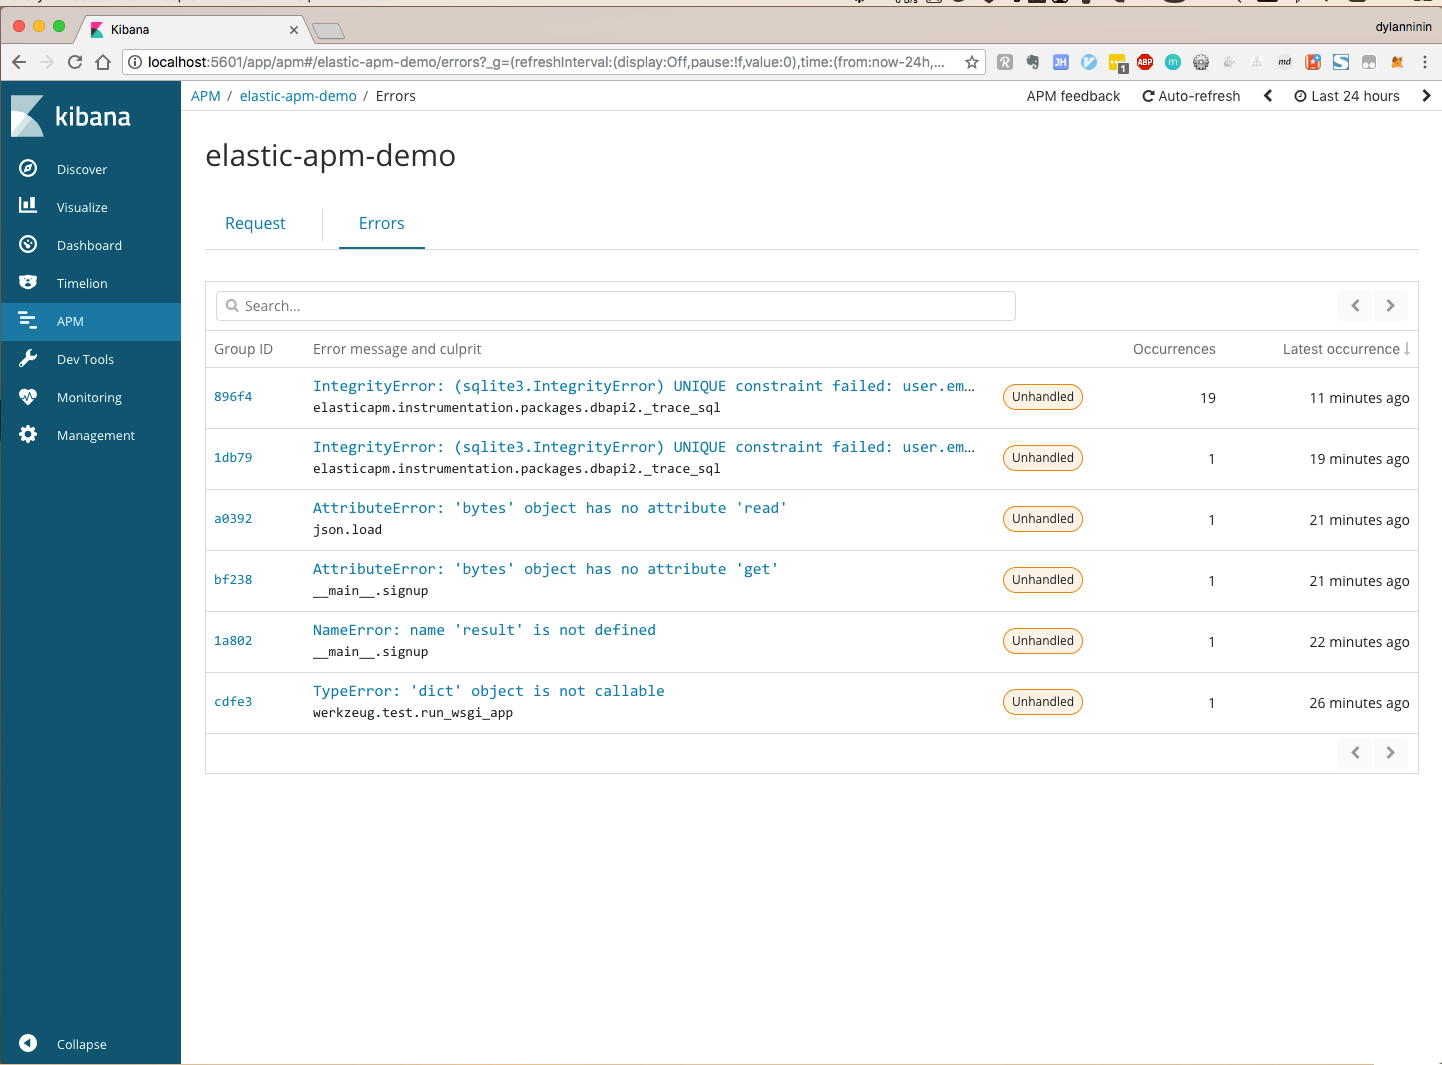 Kibana
dylanninin
localhost:5601/app/apm#/elastic-apm-demo/errors?_g=(refreshInterval:(display:Off,pause:!f,value:0),time:(from:now-24h,...
JH
1
ABP
m
md
kibana
APM / elastic-apm-demo / Errors
APM feedback
Auto-refresh
Last 24 hours
Discover
Visualize
Dashboard
Timelion
APM
Dev Tools
Monitoring
Management
Collapse
elastic-apm-demo
Request
Errors
Search...
Group ID Error message and culprit Occurrences Latest occurrence
896f4 IntegrityError: (sqlite3.IntegrityError) UNIQUE constraint failed: user.em... Unhandled 19 11 minutes ago
elasticapm.instrumentation.packages.dbapi2._trace_sql
1db79 IntegrityError: (sqlite3.IntegrityError) UNIQUE constraint failed: user.em... Unhandled 1 19 minutes ago
elasticapm.instrumentation.packages.dbapi2._trace_sql
a0392 AttributeError: 'bytes' object has no attribute 'read' Unhandled 1 21 minutes ago
json.load
bf238 AttributeError: 'bytes' object has no attribute 'get' Unhandled 1 21 minutes ago
__main__.signup
1a802 NameError: name 'result' is not defined Unhandled 1 22 minutes ago
__main__.signup
cdfe3 TypeError: 'dict' object is not callable Unhandled 1 26 minutes ago
werkzeug.test.run_wsgi_app